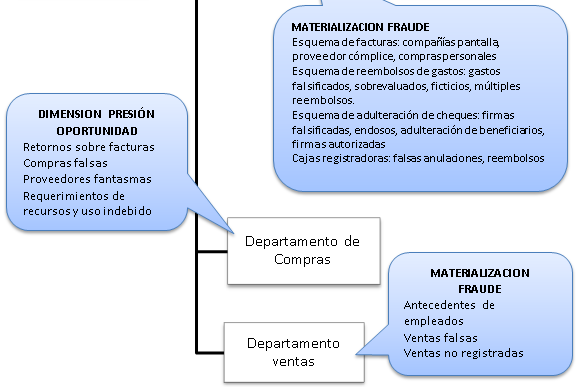 MATERIALIZACION FRAUDE
Esquema de facturas: compañías pantalla,
proveedor cómplice, compras personales
Esquema de reembolsos de gastos: gastos
falsificados, sobrevaluados, ficticios, múltiples
reembolsos.
Esquema de adulteración de cheques: firmas
falsificadas, endosos, adulteración de beneficiarios,
firmas autorizadas
Cajas registradoras: falsas anulaciones, reembolsos
DIMENSION PRESIÓN
OPORTUNIDAD
Retornos sobre facturas
Compras falsas
Proveedores fantasmas
Requerimientos de
recursos y uso indebido
Departamento de
Compras
MATERIALIZACION
FRAUDE
Antecedentes de
empleados
Ventas falsas
Ventas no registradas
Departamento
ventas